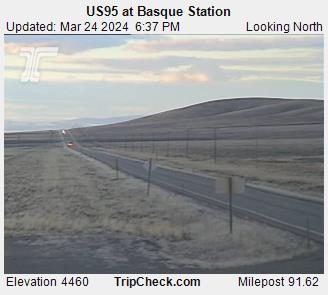 US95 at Basque Station
Updated: Mar 24 2024 6:37 PM Looking North
Elevation 4460 TripCheck.com Milepost 91.62